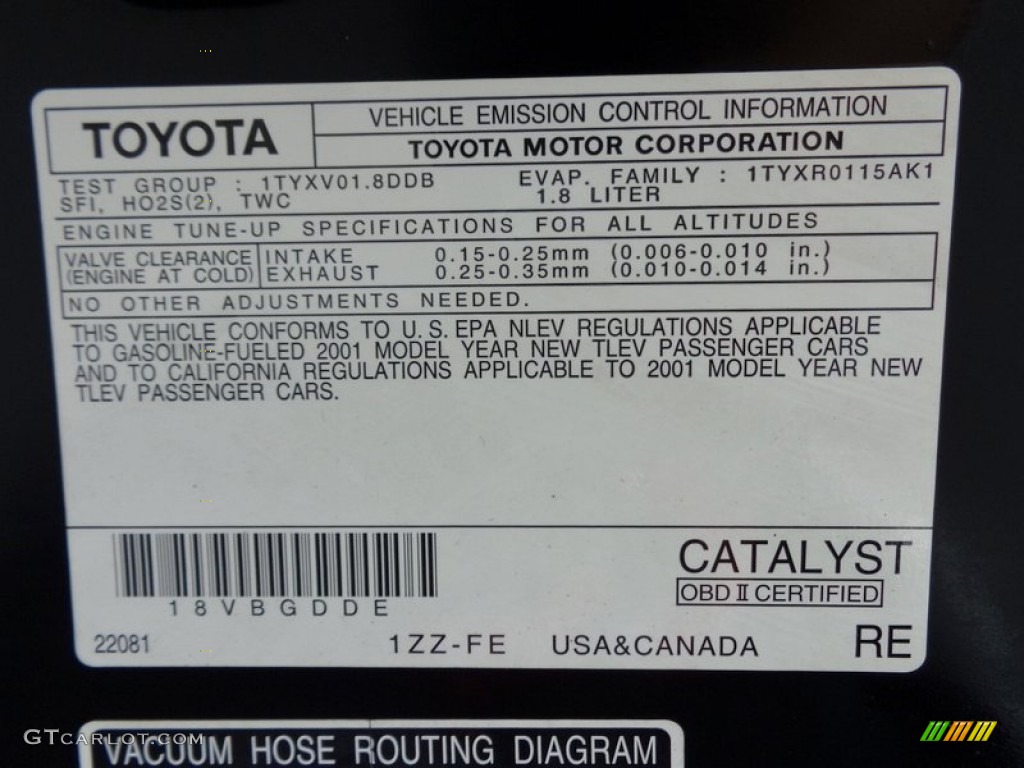 TOYOTA
VEHICLE EMISSION CONTROL INFORMATION
TOYOTA MOTOR CORPORATION
TEST GROUP : 1TYXV01.8DDB
EVAP. FAMILY : 1TYXR0115AK1
SFI, HO2S(2), TWC
1.8 LITER
ENGINE TUNE-UP SPECIFICATIONS FOR ALL ALTITUDES
VALVE CLEARANCE
(ENGINE AT COLD)
INTAKE 0.15-0.25mm (0.006-0.010 in.)
EXHAUST 0.25-0.35mm (0.010-0.014 in.)
NO OTHER ADJUSTMENTS NEEDED.
THIS VEHICLE CONFORMS TO U.S. EPA NLEV REGULATIONS APPLICABLE
TO GASOLINE-FUELED 2001 MODEL YEAR NEW TLEV PASSENGER CARS
AND TO CALIFORNIA REGULATIONS APPLICABLE TO 2001 MODEL YEAR NEW
TLEV PASSENGER CARS.
18VBGDDE
CATALYST
OBD II CERTIFIED
22081
1ZZ-FE
USA&CANADA
RE
VACUUM HOSE ROUTING DIAGRAM
GTCARLOT.COM